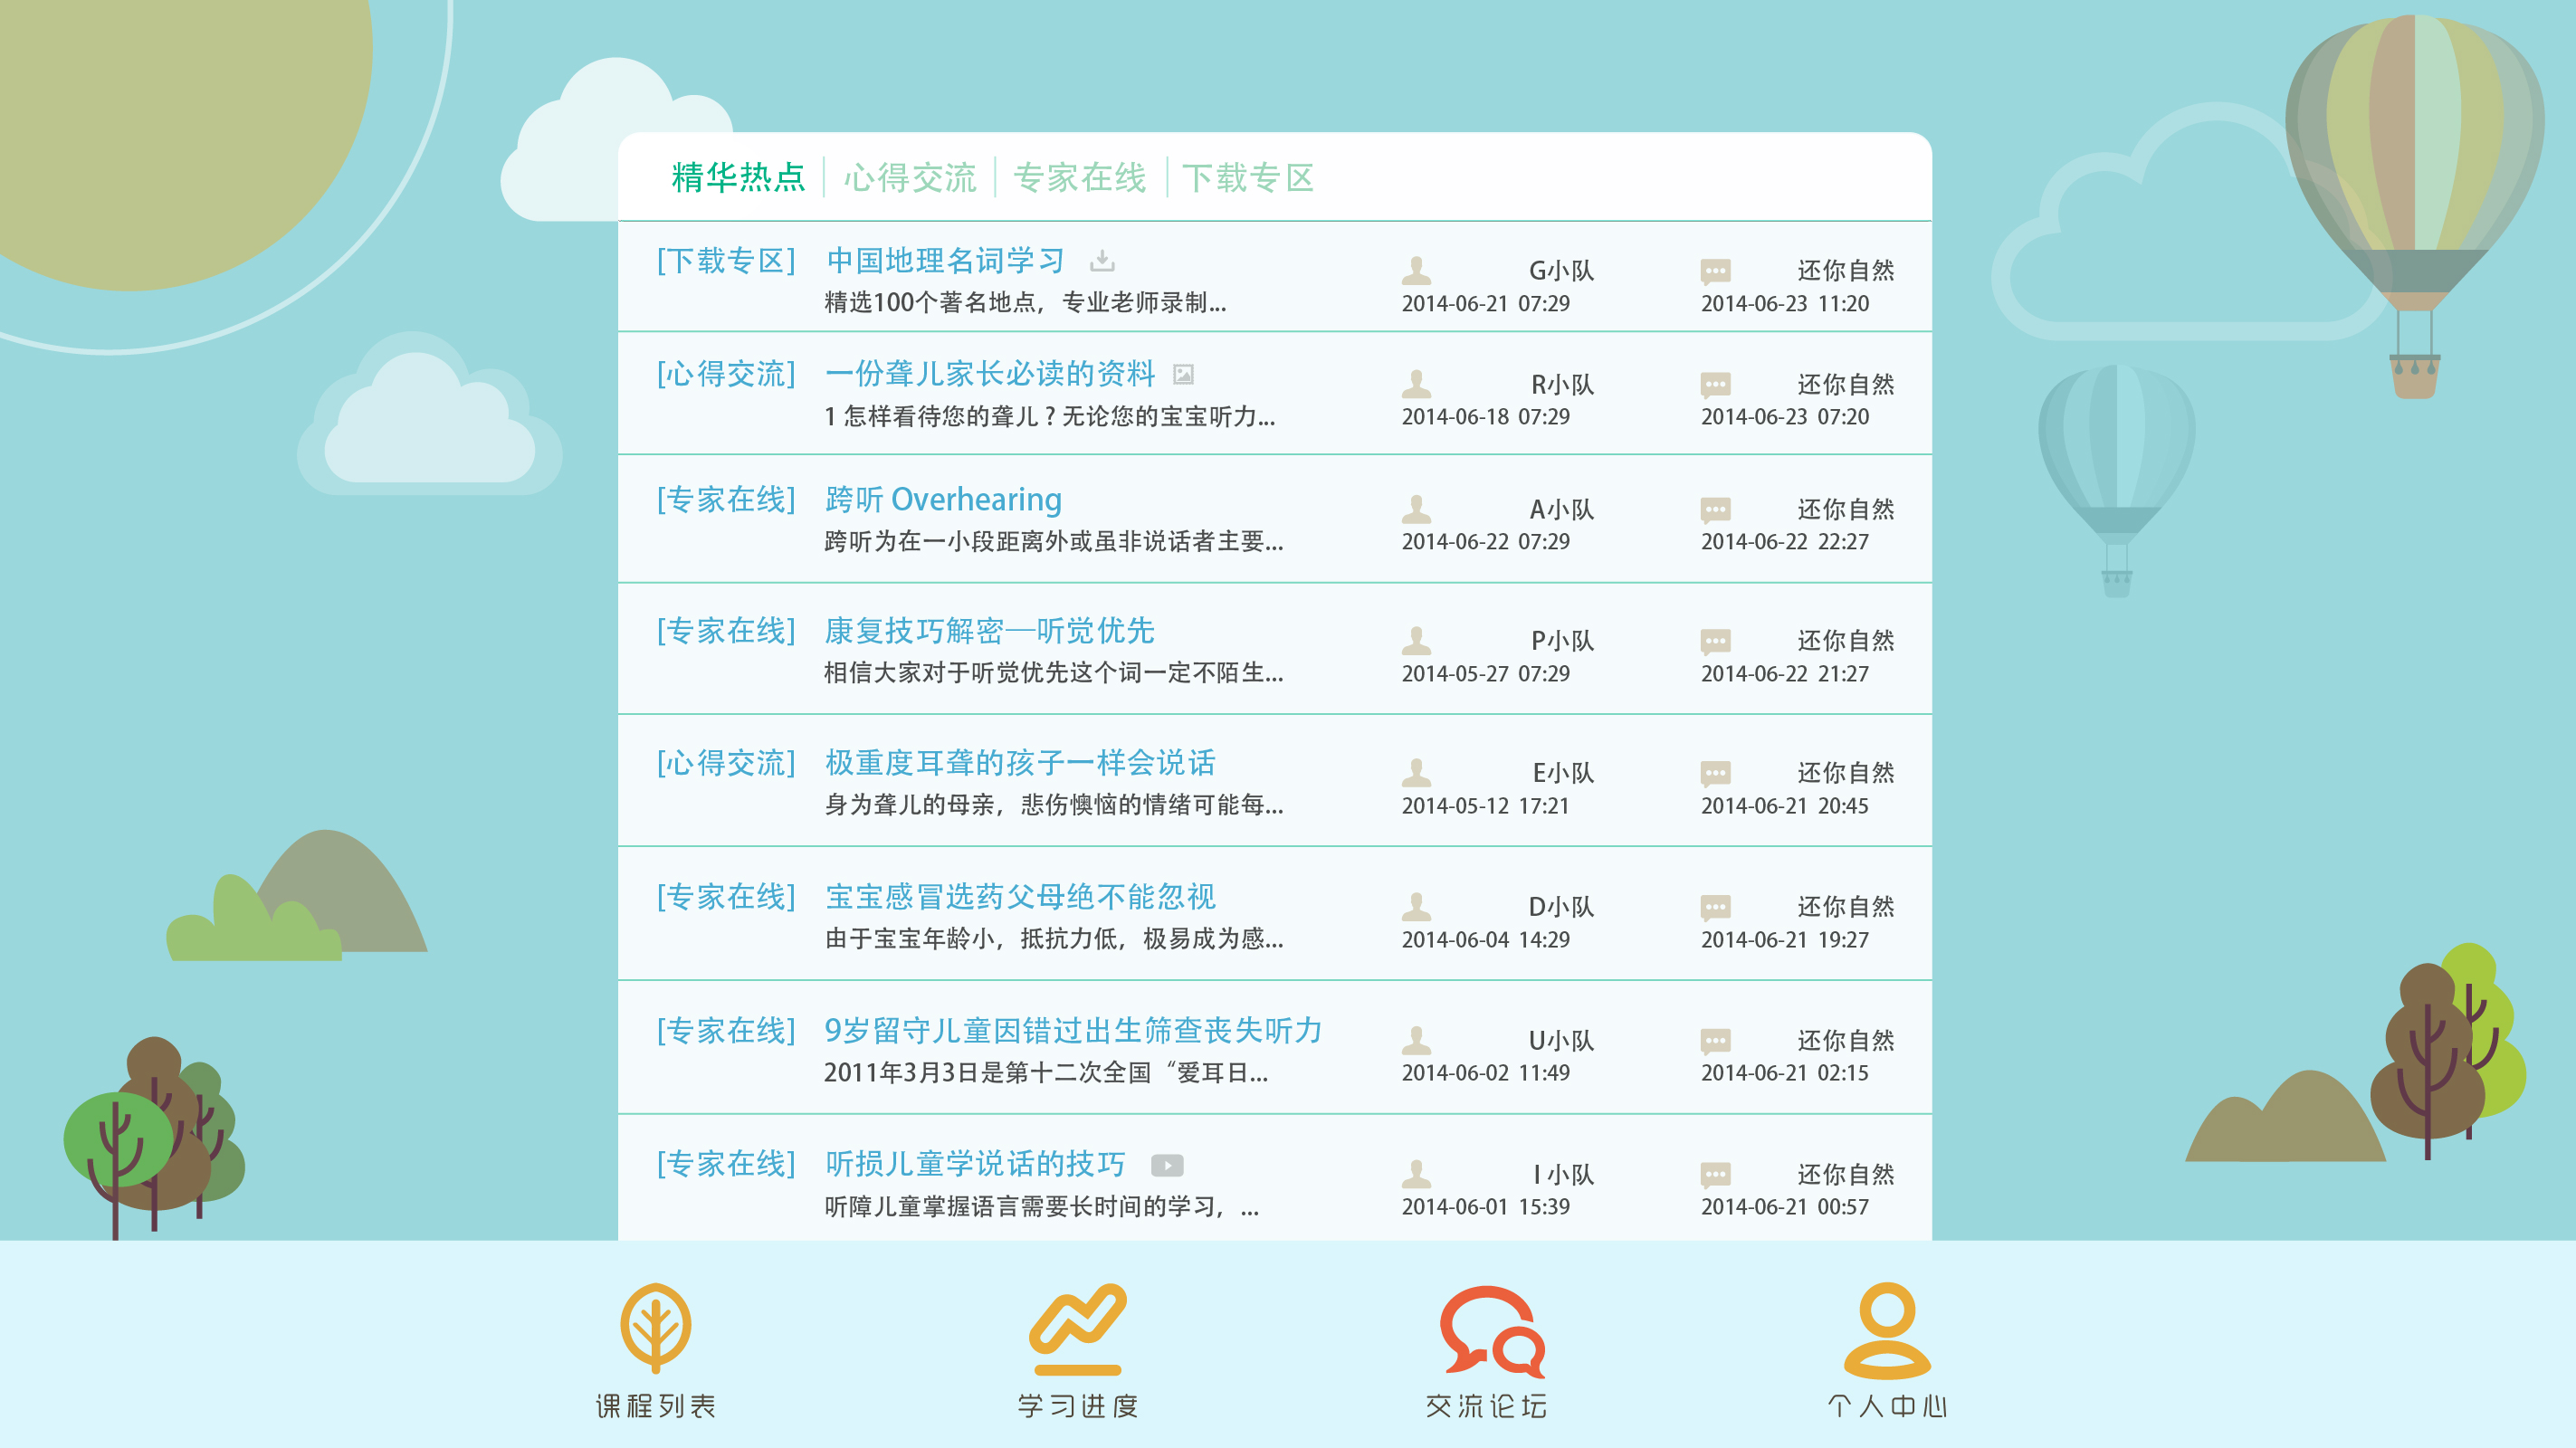 精华热点 心得交流 专家在线 下载专区
[下载专区] 中国地理名词学习 G小队 还你自然
精选100个著名地点，专业老师录制... 2014-06-21 07:29 2014-06-23 11:20
[心得交流] 一份聋儿家长必读的资料 R小队 还你自然
1 怎样看待您的聋儿？无论您的宝宝听力... 2014-06-18 07:29 2014-06-23 07:20
[专家在线] 跨听 Overhearing A小队 还你自然
跨听为在一小段距离外或虽非说话者主要... 2014-06-22 07:29 2014-06-22 22:27
[专家在线] 康复技巧解密—听觉优先 P小队 还你自然
相信大家对于听觉优先这个词一定不陌生... 2014-05-27 07:29 2014-06-22 21:27
[心得交流] 极重度耳聋的孩子一样会说话 E小队 还你自然
身为聋儿的母亲，悲伤懊恼的情绪可能每... 2014-05-12 17:21 2014-06-21 20:45
[专家在线] 宝宝感冒选药父母绝不能忽视 D小队 还你自然
由于宝宝年龄小，抵抗力低，极易成为感... 2014-06-04 14:29 2014-06-21 19:27
[专家在线] 9岁留守儿童因错过出生筛查丧失听力 U小队 还你自然
2011年3月3日是第十二次全国“爱耳日... 2014-06-02 11:49 2014-06-21 02:15
[专家在线] 听损儿童学说话的技巧 I 小队 还你自然
听障儿童掌握语言需要长时间的学习，... 2014-06-01 15:39 2014-06-21 00:57
课程列表 学习进度 交流论坛 个人中心